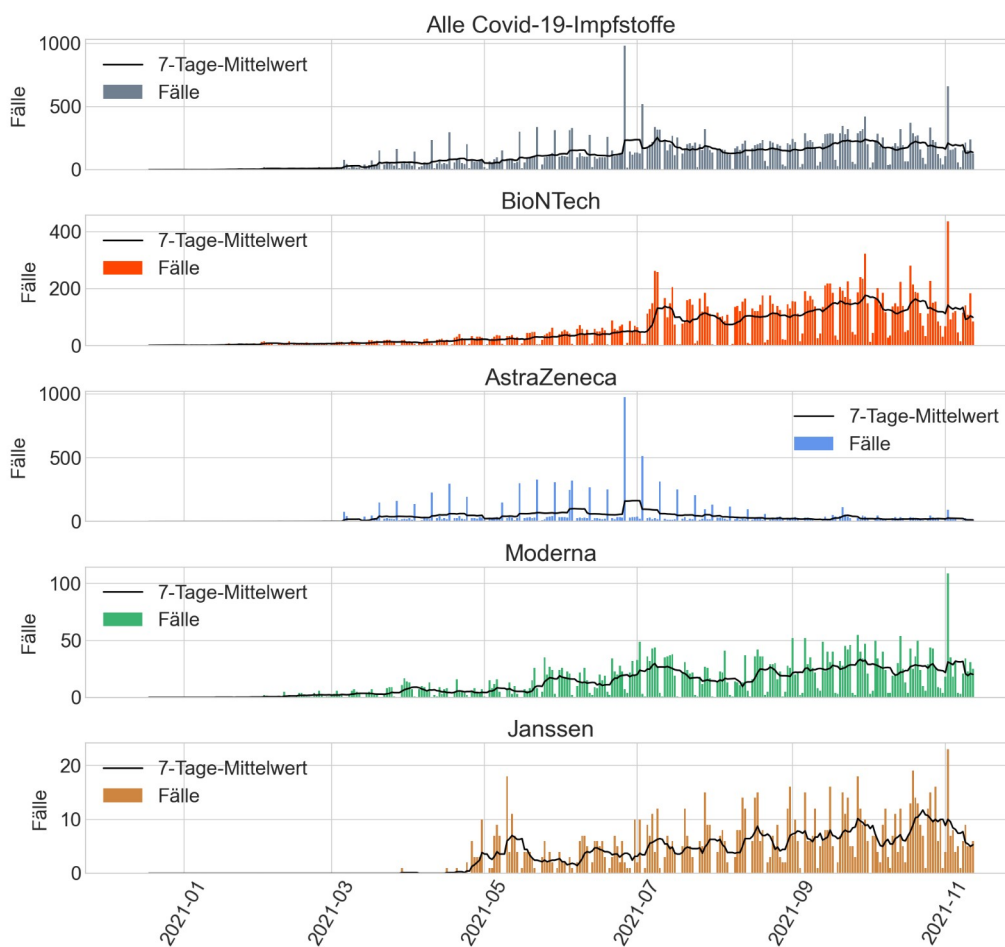 Alle Covid-19-Impfstoffe
Fälle
1000
500
0
7-Tage-Mittelwert
Fälle
BioNTech
Fälle
400
200
0
7-Tage-Mittelwert
Fälle
AstraZeneca
Fälle
1000
500
0
7-Tage-Mittelwert
Fälle
Moderna
Fälle
100
50
0
7-Tage-Mittelwert
Fälle
Janssen
Fälle
20
10
0
7-Tage-Mittelwert
Fälle
2021-01
2021-03
2021-05
2021-07
2021-09
2021-11